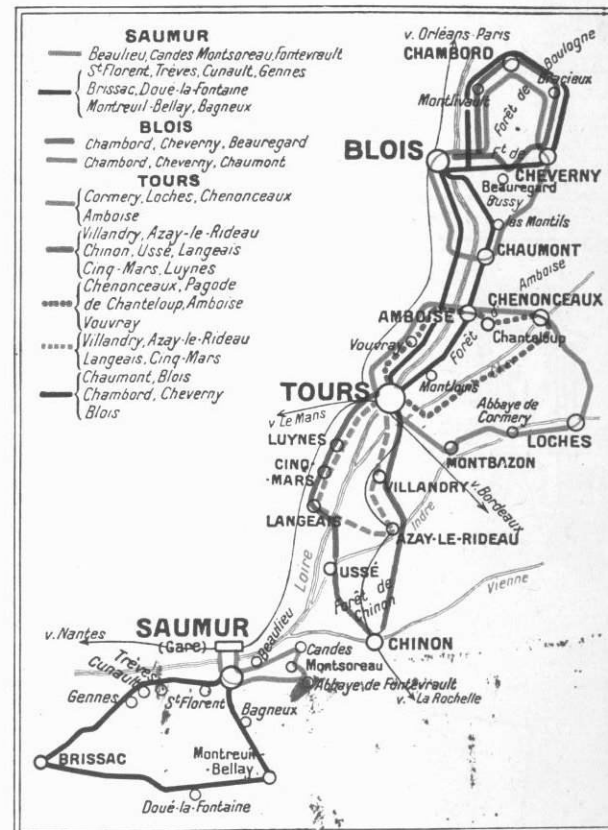 SAUMUR
Beaulieu, Candes Montsoreau, Fontevrault
St Florent, Trèves, Cunault, Gennes
Brissac, Doué-la-Fontaine
Montreuil-Bellay, Bagneux
BLOIS
Chambord, Cheverny, Beauregard
Chambord, Cheverny, Chaumont
TOURS
Cormery, Loches, Chenonceaux
Amboise
Villandry, Azay-le-Rideau
Chinon, Ussé, Langeais
Cinq-Mars, Luynes
Chenonceaux, Pagode
de Chanteloup, Amboise
Vouvray
Villandry, Azay-le-Rideau
Langeais, Cinq-Mars
Chaumont, Blois
Chambord, Cheverny
Blois
v. Orléans-Paris
CHAMBORD
Boulogne
Bracieux
Montlivault
Forêt de
BLOIS
Ft de
CHEVERNY
Beauregard
Bussy
les Montils
CHAUMONT
Amboise
CHENONCEAUX
AMBOISE
Forêt d'
Chanteloup
Vouvray
TOURS
Montlouis
v. Le Mans
Abbaye de
Cormery
LOCHES
LUYNES
MONTBAZON
CINQ-
-MARS
VILLANDRY
v. Bordeaux
LANGEAIS
Indre
AZAY-LE-RIDEAU
Loire
USSÉ
Forêt de
Chinon
Vienne
SAUMUR
v. Nantes
(Gare)
Beaulieu
CHINON
Candes
Montsoreau
Trèves
Cunault
Abbaye de Fontevrault
v. La Rochelle
Gennes
St Florent
Bagneux
BRISSAC
Montreuil-
-Bellay
Doué-la-Fontaine